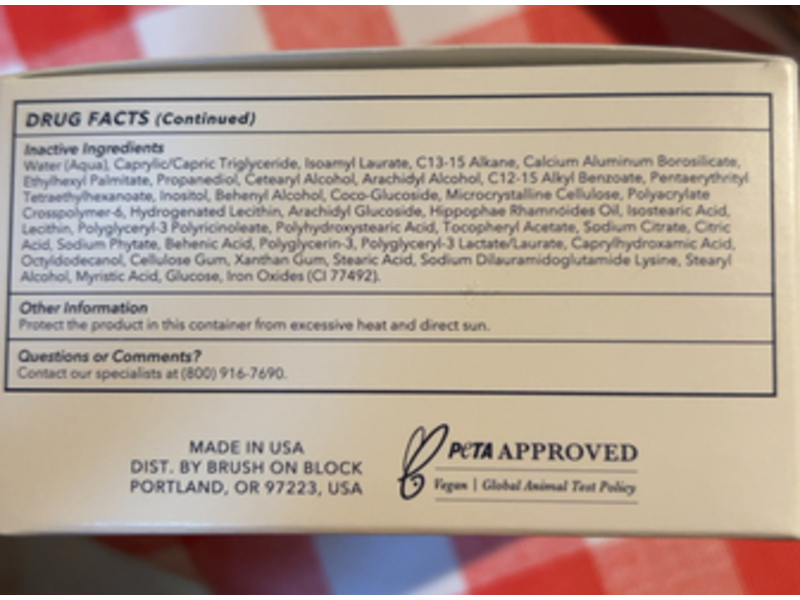 DRUG FACTS (Continued)
Inactive Ingredients
Water (Aqua), Caprylic/Capric Triglyceride, Isoamyl Laurate, C13-15 Alkane, Calcium Aluminum Borosilicate,
Ethylhexyl Palmitate, Propanediol, Cetearyl Alcohol, Arachidyl Alcohol, C12-15 Alkyl Benzoate, Pentaerythrityl
Tetraethylhexanoate, Inositol, Behenyl Alcohol, Coco-Glucoside, Microcrystalline Cellulose, Polyacrylate
Crosspolymer-6, Hydrogenated Lecithin, Arachidyl Glucoside, Hippophae Rhamnoides Oil, Isostearic Acid,
Lecithin, Polyglyceryl-3 Polyricinoleate, Polyhydroxystearic Acid, Tocopheryl Acetate, Sodium Citrate, Citric
Acid, Sodium Phytate, Behenic Acid, Polyglycerin-3, Polyglyceryl-3 Lactate/Laurate, Caprylhydroxamic Acid,
Octyldodecanol, Cellulose Gum, Xanthan Gum, Stearic Acid, Sodium Dilauramidoglutamide Lysine, Stearyl
Alcohol, Myristic Acid, Glucose, Iron Oxides (CI 77492).
Other Information
Protect the product in this container from excessive heat and direct sun.
Questions or Comments?
Contact our specialists at (800) 916-7690.
MADE IN USA
DIST. BY BRUSH ON BLOCK
PORTLAND, OR 97223, USA
PeTA APPROVED
Vegan | Global Animal Test Policy